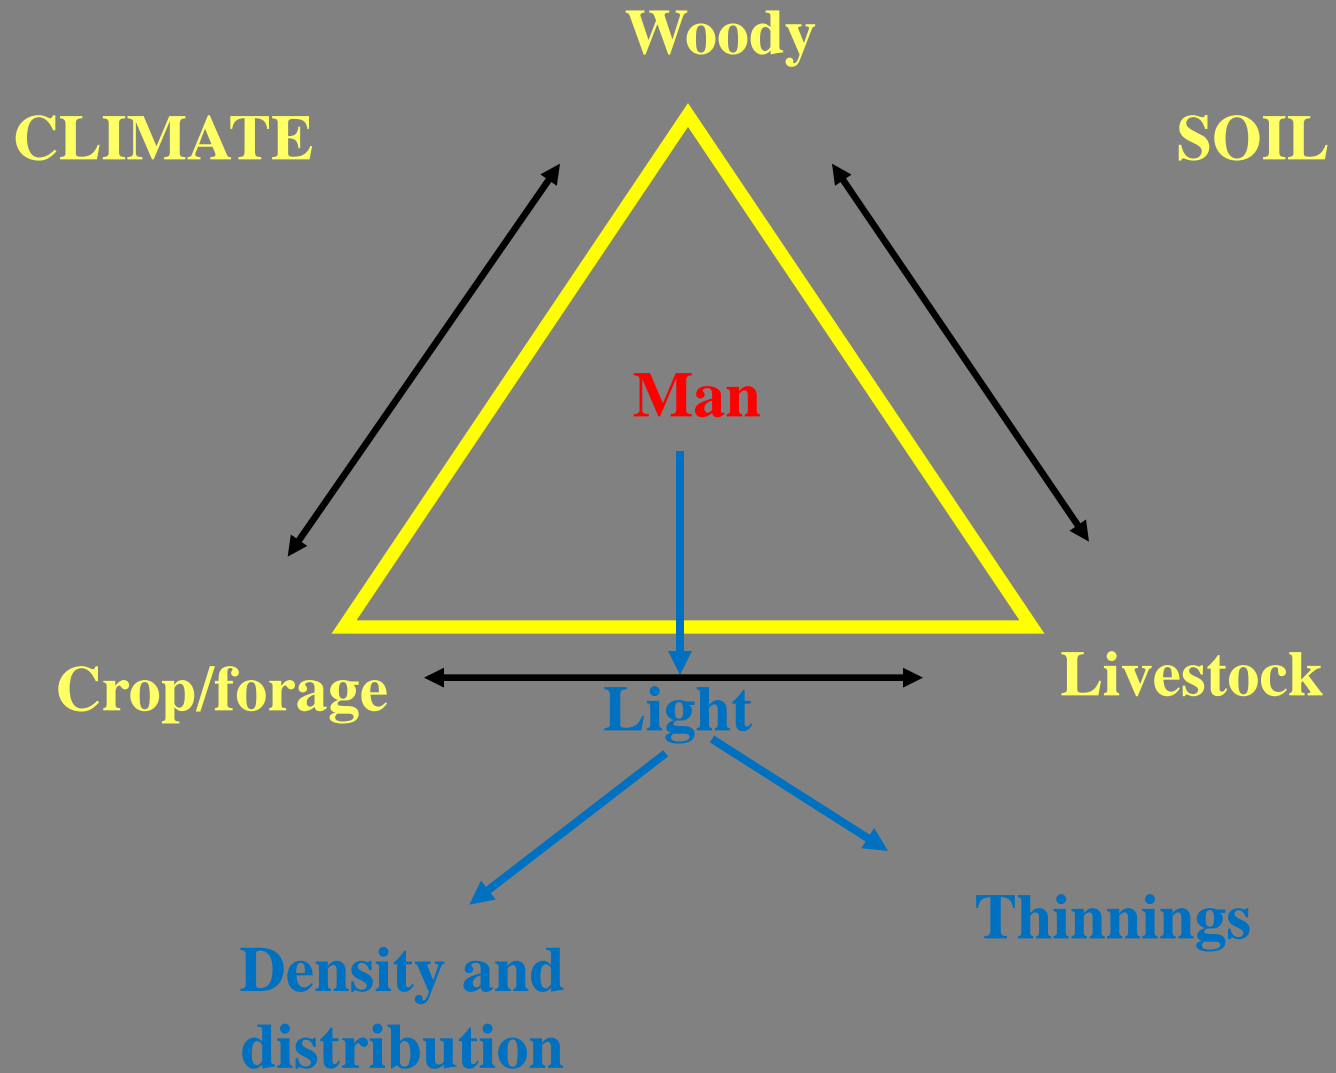 Woody
CLIMATE
SOIL
Man
Crop/forage
Livestock
Light
Thinnings
Density and
distribution